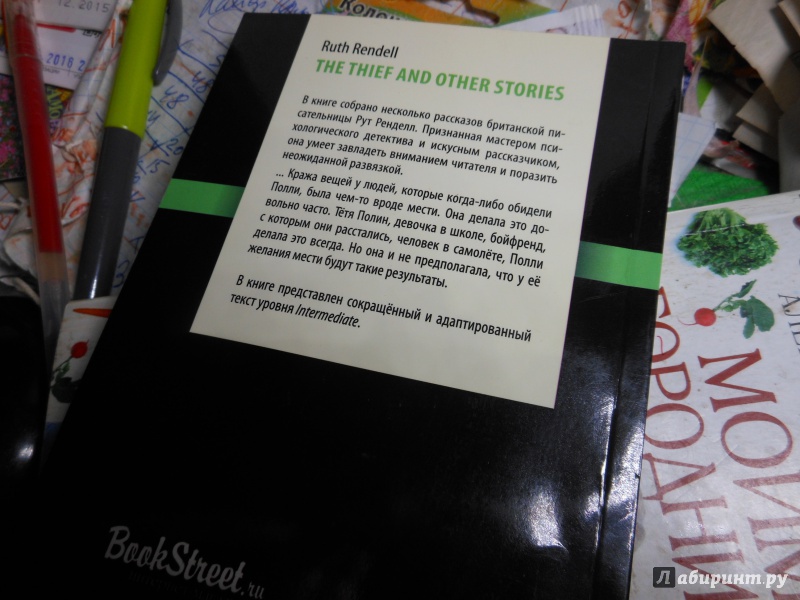 12.2015
2016
Ruth Rendell
THE THIEF AND OTHER STORIES
В книге собрано несколько рассказов британской пи-
сательницы Рут Ренделл. Признанная мастером пси-
хологического детектива и искусным рассказчиком,
она умеет завладеть вниманием читателя и поразить
неожиданной развязкой.
... Кража вещей у людей, которые когда-либо обидели
Полли, была чем-то вроде мести. Она делала это до-
вольно часто. Тётя Полин, девочка в школе, бойфренд,
с которым они расстались, человек в самолёте, Полли
делала это всегда. Но она и не предполагала, что у её
желания мести будут такие результаты.
В книге представлен сокращённый и адаптированный
текст уровня Intermediate.
BookStreet.ru
Лабиринт.ру